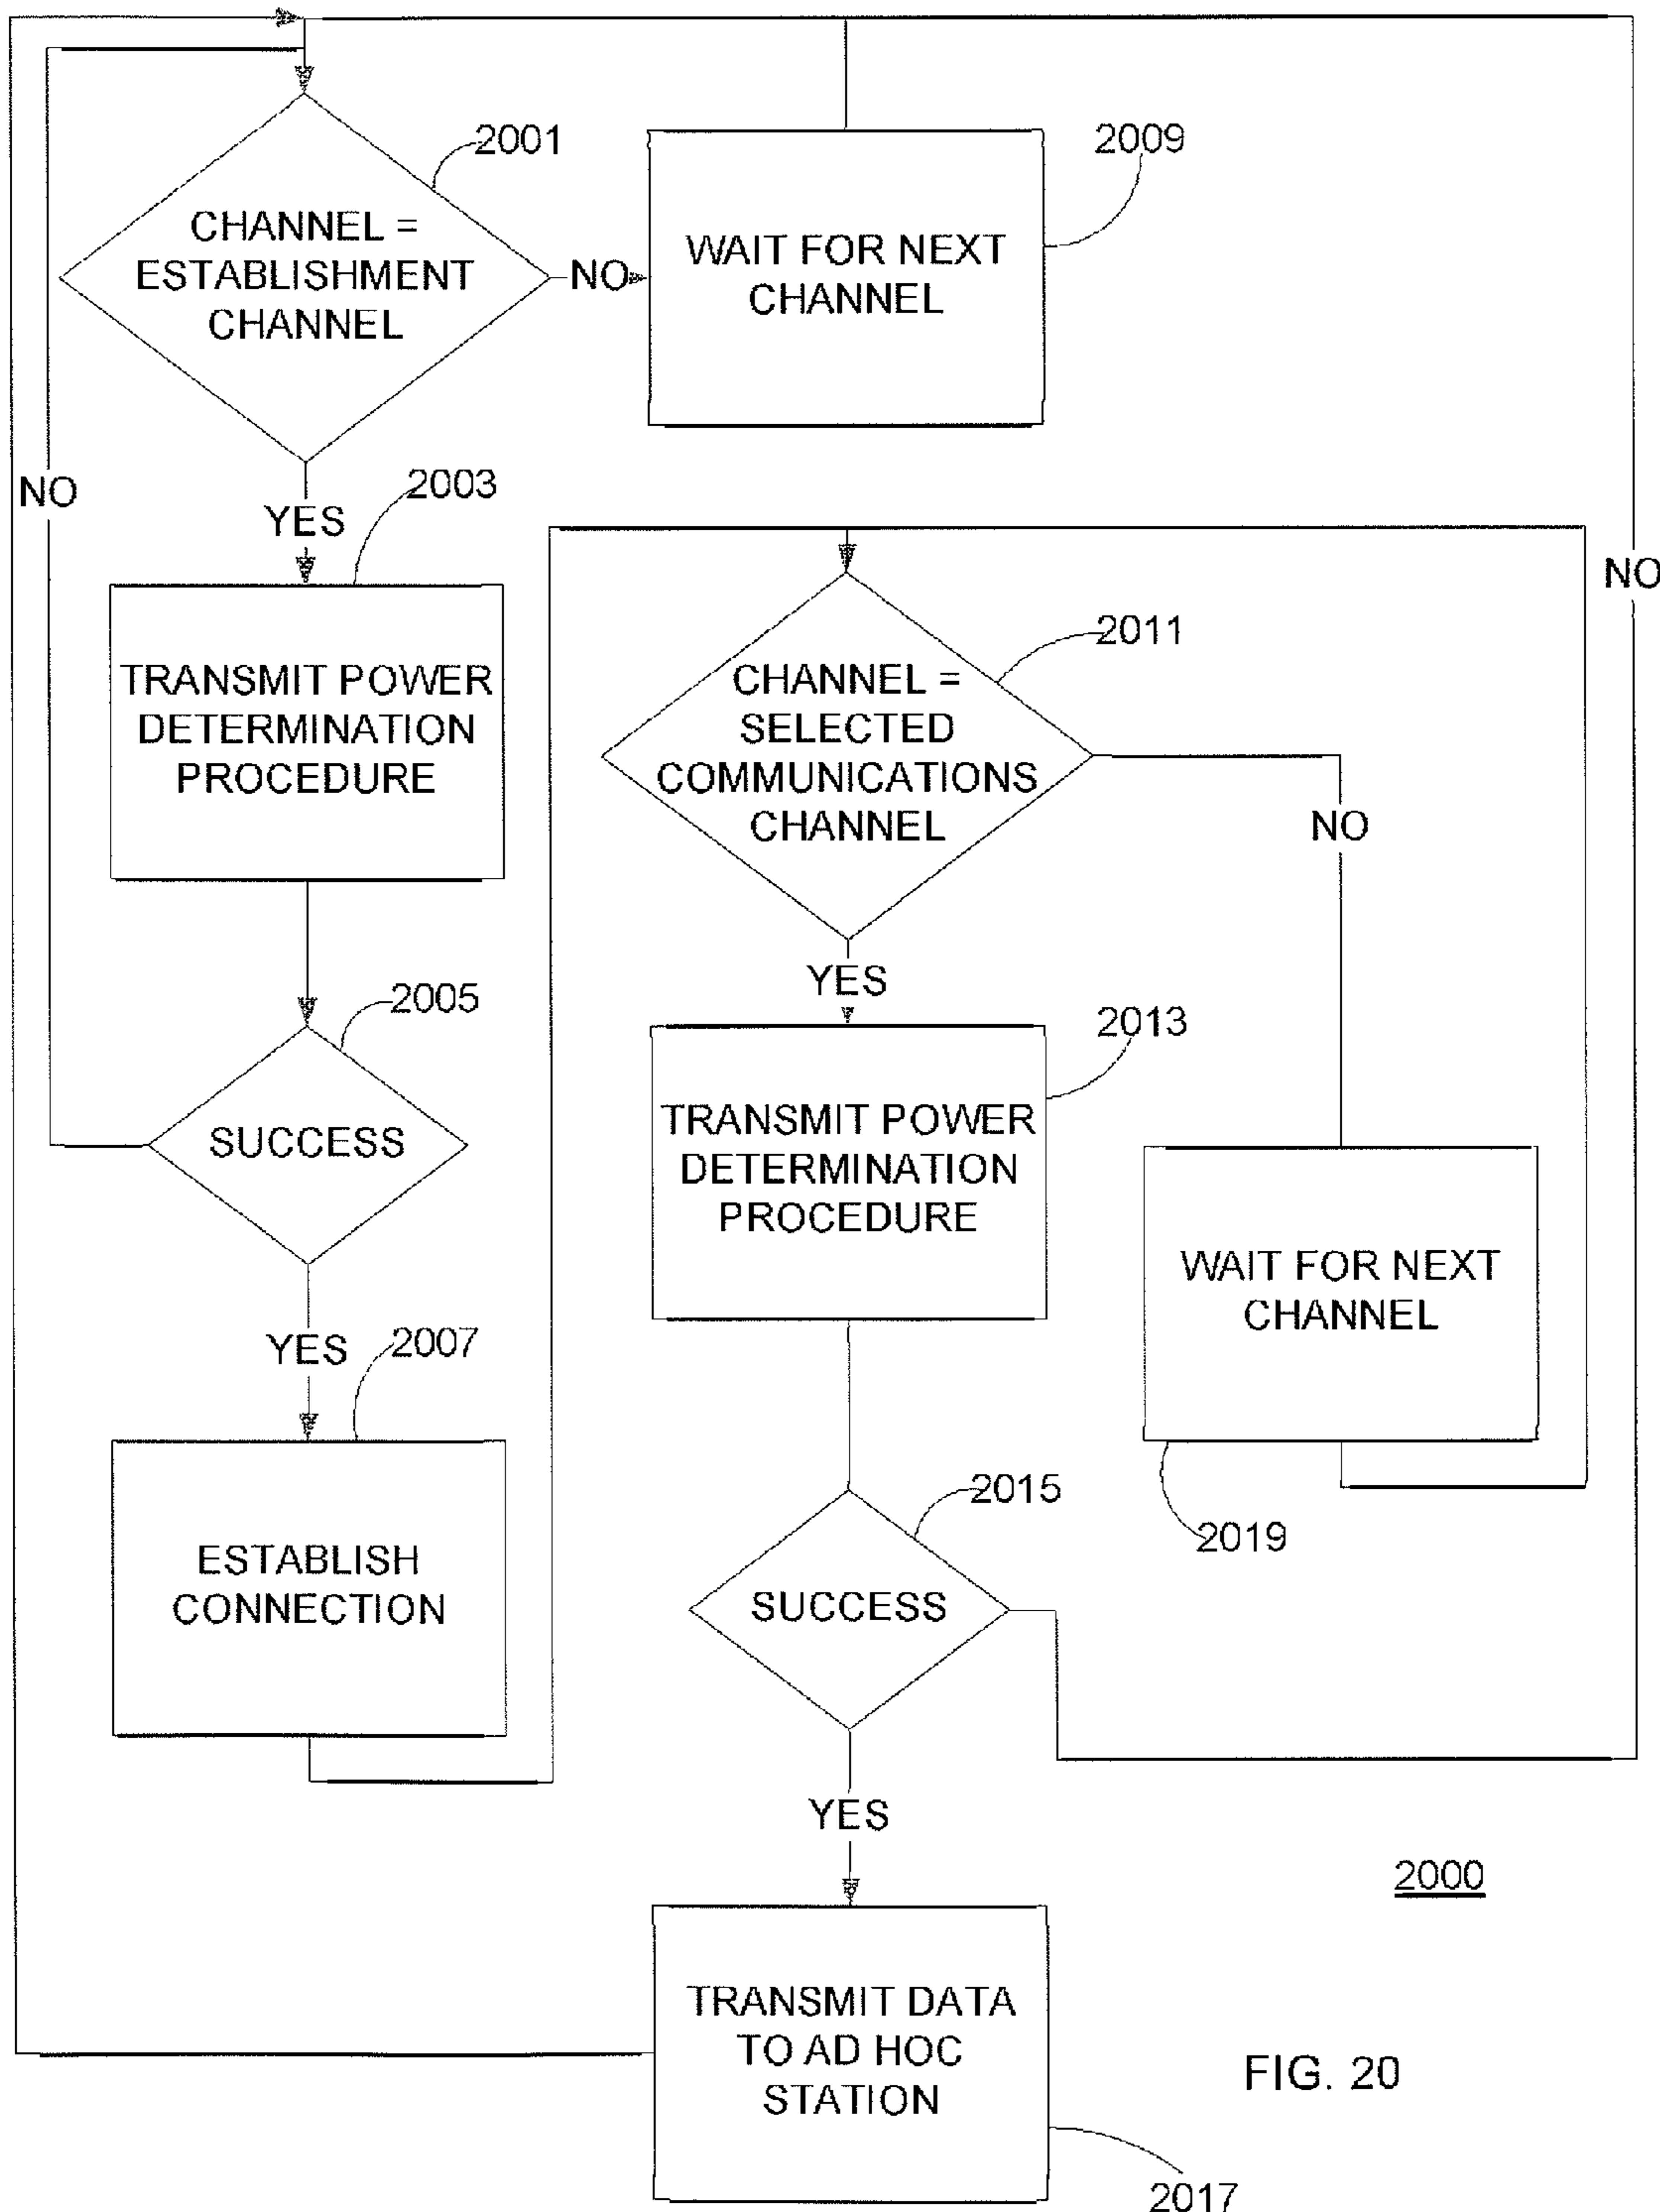 2001
CHANNEL =
ESTABLISHMENT
CHANNEL
NO
2009
WAIT FOR NEXT
CHANNEL
NO
YES
2003
TRANSMIT POWER
DETERMINATION
PROCEDURE
2005
SUCCESS
YES
2007
ESTABLISH
CONNECTION
NO
2011
CHANNEL =
SELECTED
COMMUNICATIONS
CHANNEL
NO
YES
2013
TRANSMIT POWER
DETERMINATION
PROCEDURE
WAIT FOR NEXT
CHANNEL
2019
2015
SUCCESS
YES
2000
TRANSMIT DATA
TO AD HOC
STATION
2017
FIG. 20